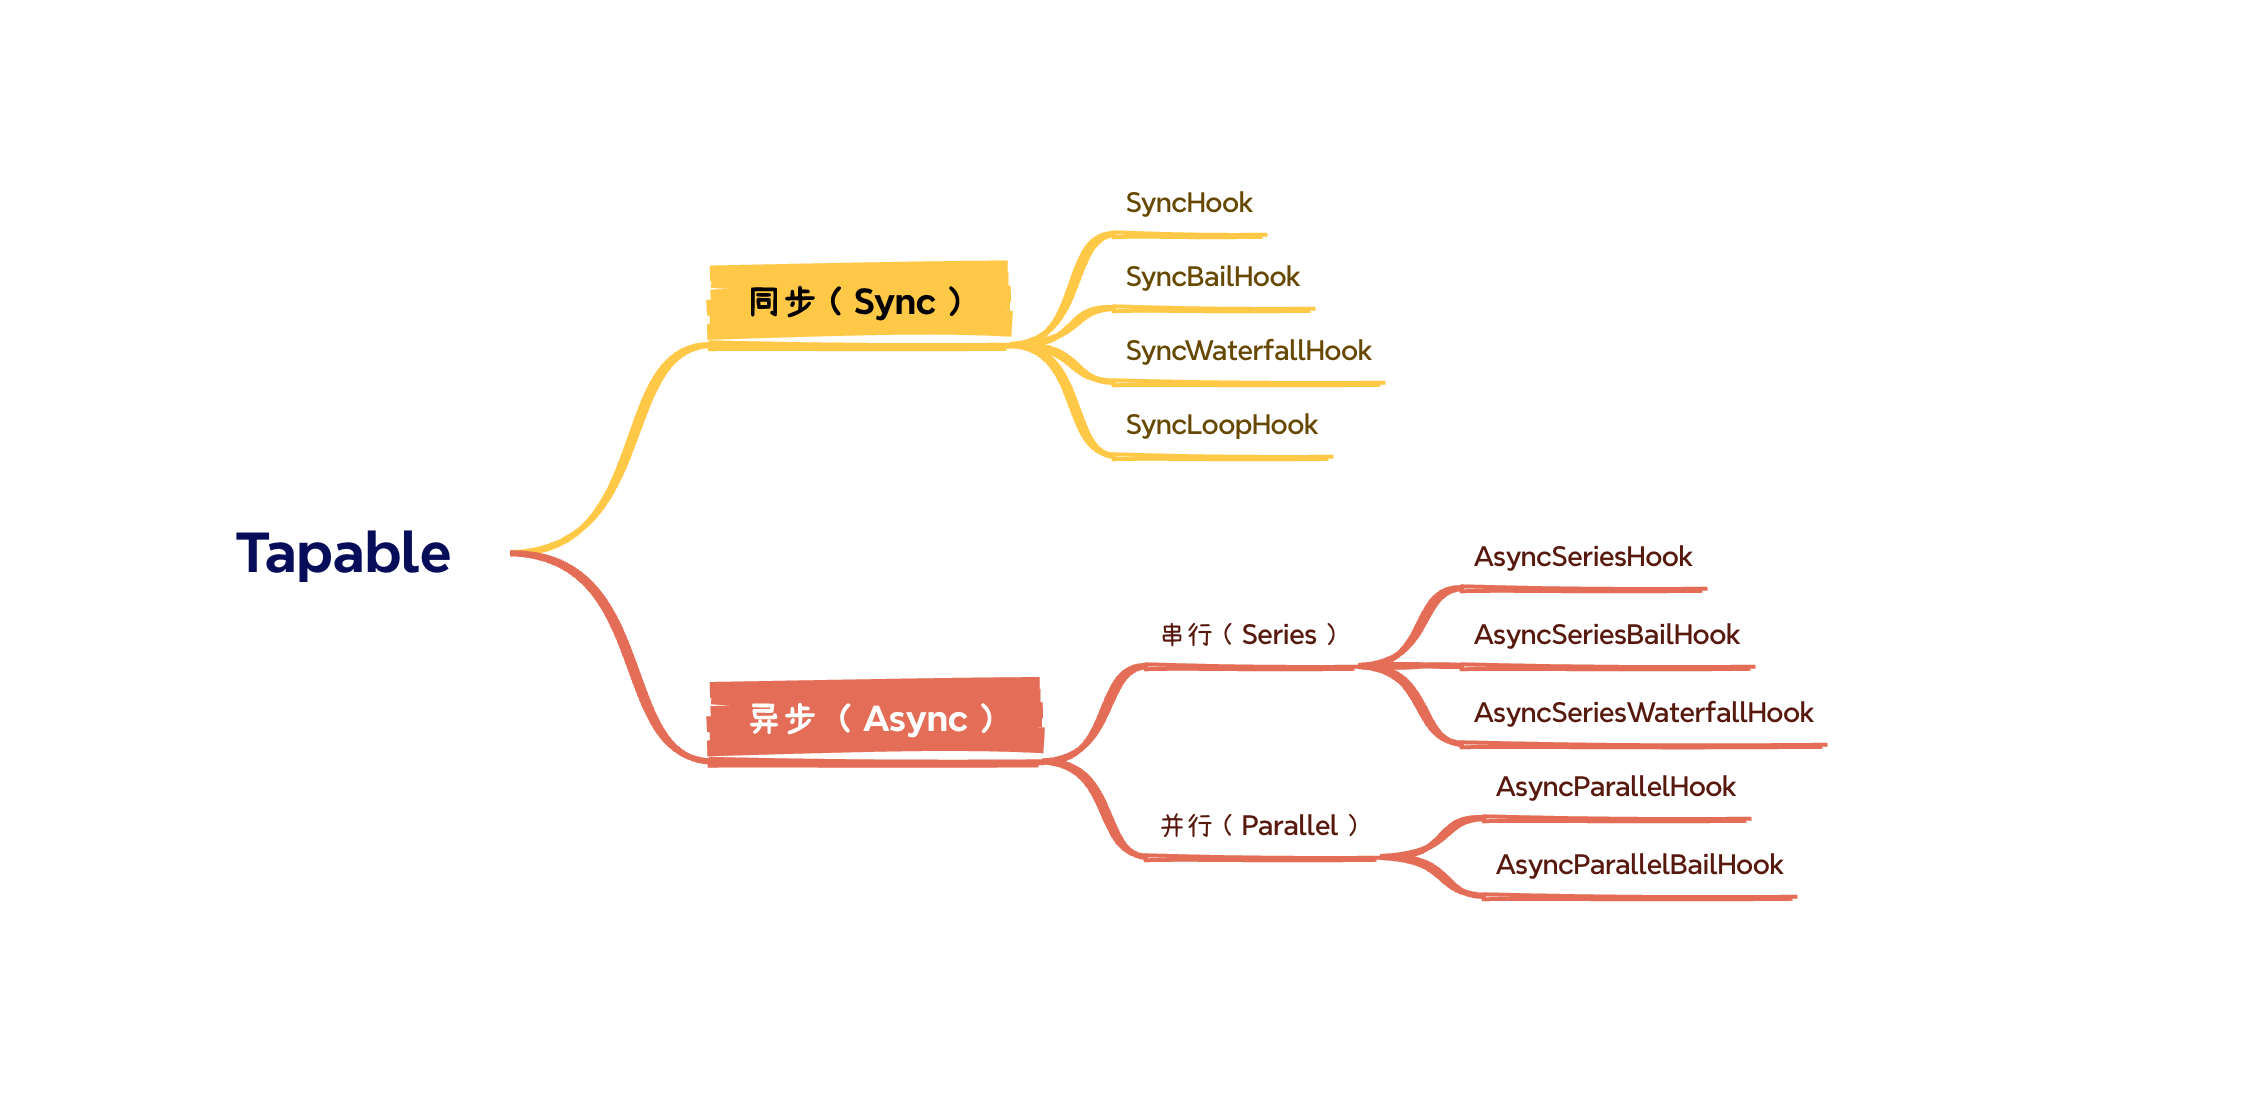 Tapable
同步（ Sync ）
SyncHook
SyncBailHook
SyncWaterfallHook
SyncLoopHook
异步 （ Async ）
串行（ Series ）
AsyncSeriesHook
AsyncSeriesBailHook
AsyncSeriesWaterfallHook
并行（ Parallel ）
AsyncParallelHook
AsyncParallelBailHook